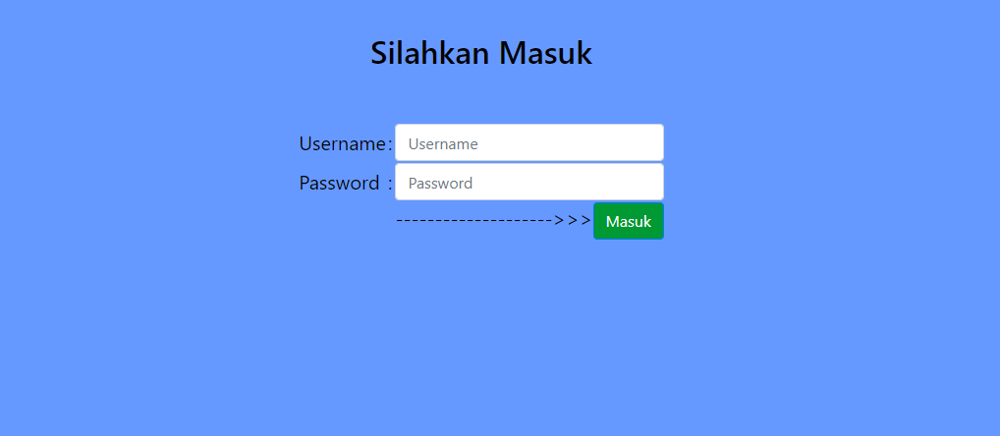 Silahkan Masuk
Username : Username
Password : Password
-------------------->>> Masuk